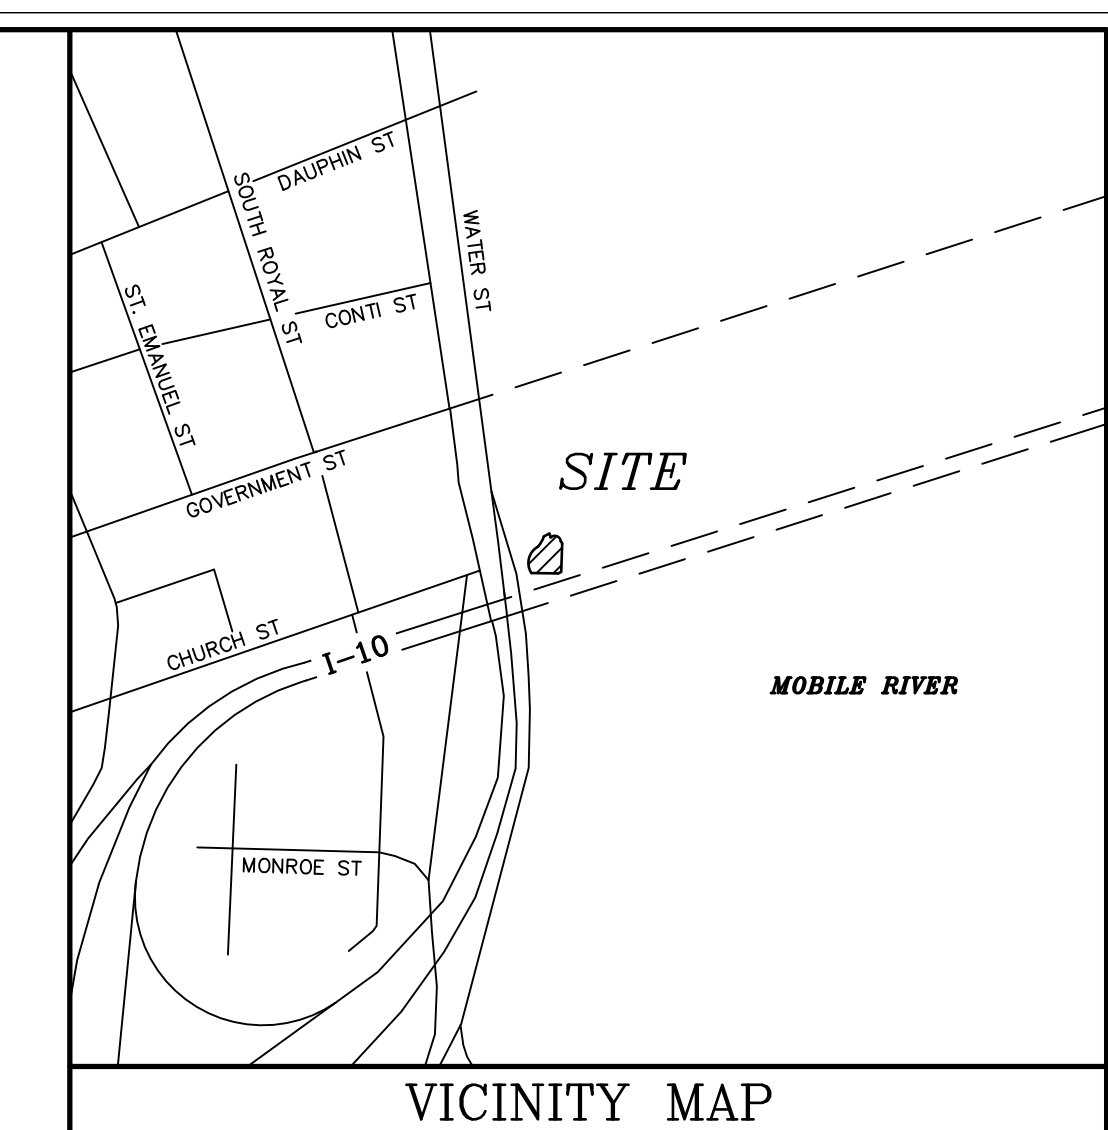 DAUPHIN ST
SOUTH ROYAL ST
WATER ST
ST. EMANUEL ST
CONTI ST
GOVERNMENT ST
SITE
CHURCH ST
I-10
MOBILE RIVER
MONROE ST
VICINITY MAP